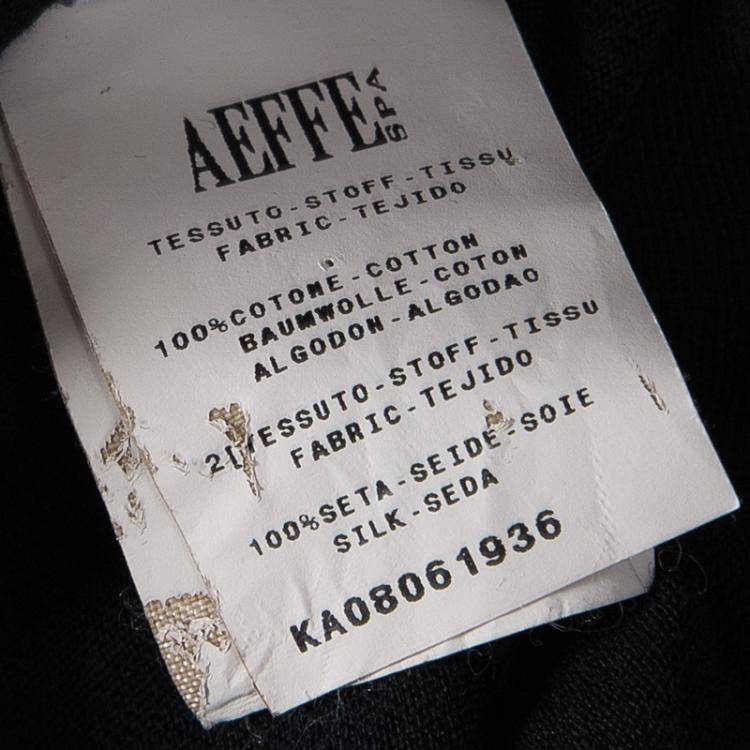 AEFFE SPA
TESSUTO-STOFF-TISSU
FABRIC-TEJIDO
100%COTONE-COTTON
BAUMWOLLE-COTON
ALGODON-ALGODAO
2|TESSUTO-STOFF-TISSU
FABRIC-TEJIDO
100%SETA-SEIDE-SOIE
SILK-SEDA
KA08061936